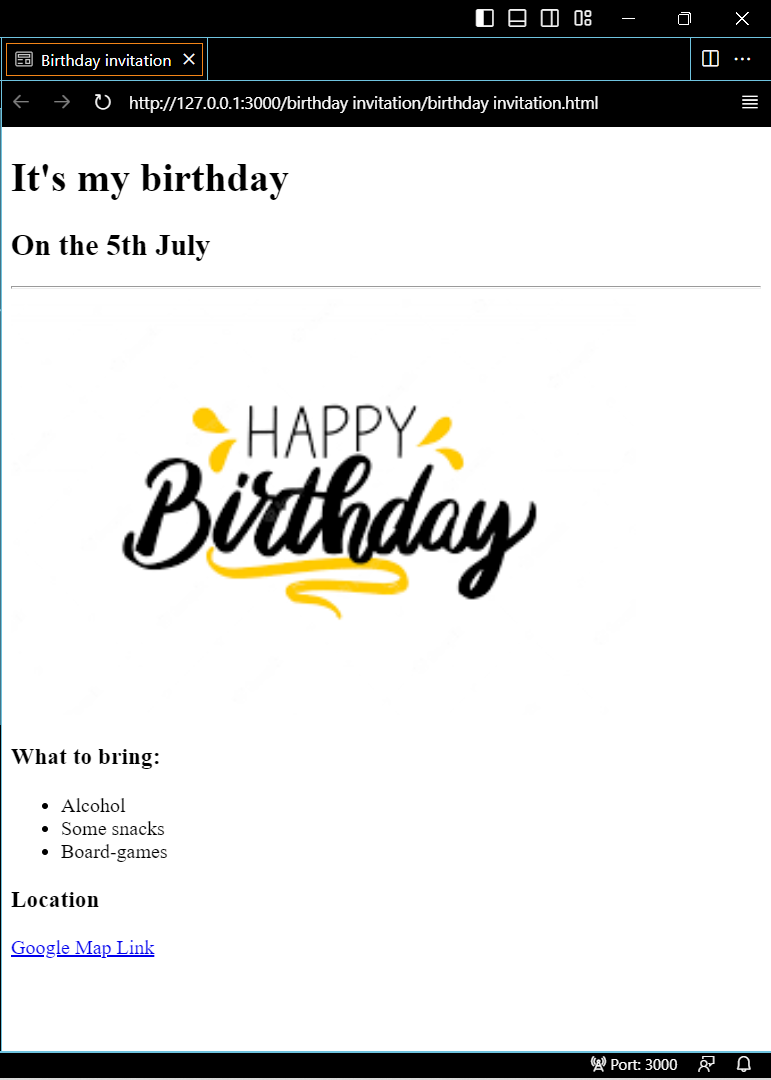 Birthday invitation
http://127.0.0.1:3000/birthday invitation/birthday invitation.html
It's my birthday
On the 5th July
HAPPY
Birthday
What to bring:
Alcohol
Some snacks
Board-games
Location
Google Map Link
Port: 3000